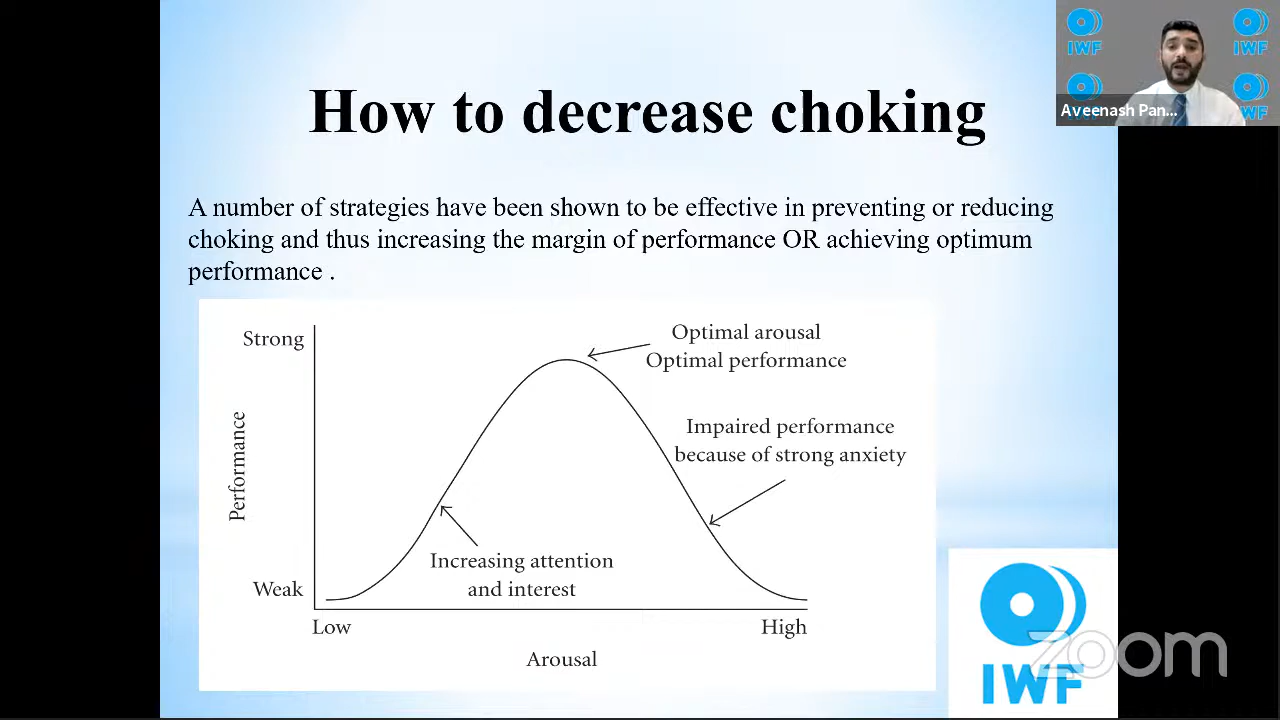 How to decrease choking
IWF
IWF
Aveenash Pan...
A number of strategies have been shown to be effective in preventing or reducing
choking and thus increasing the margin of performance OR achieving optimum
performance .
Strong
Optimal arousal
Optimal performance
Impaired performance
because of strong anxiety
Performance
Increasing attention
and interest
Weak
Low
High
Arousal
zoom
IWF